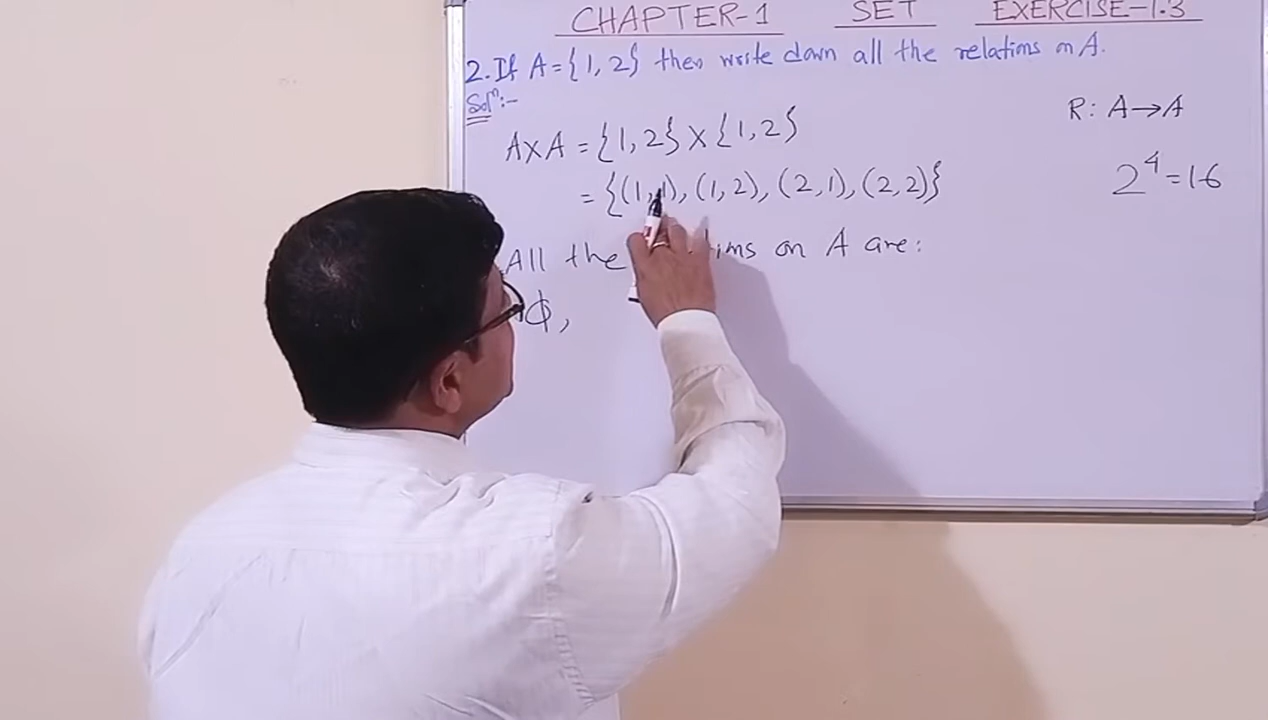 CHAPTER-1 SET EXERCISE-1.3
2. If A={1,2} then write down all the relations on A.
Solⁿ:-
R: A→A
A×A = {1,2}×{1,2}
2⁴=16
= {(1,1),(1,2),(2,1),(2,2)}
All the on A are:
ϕ,